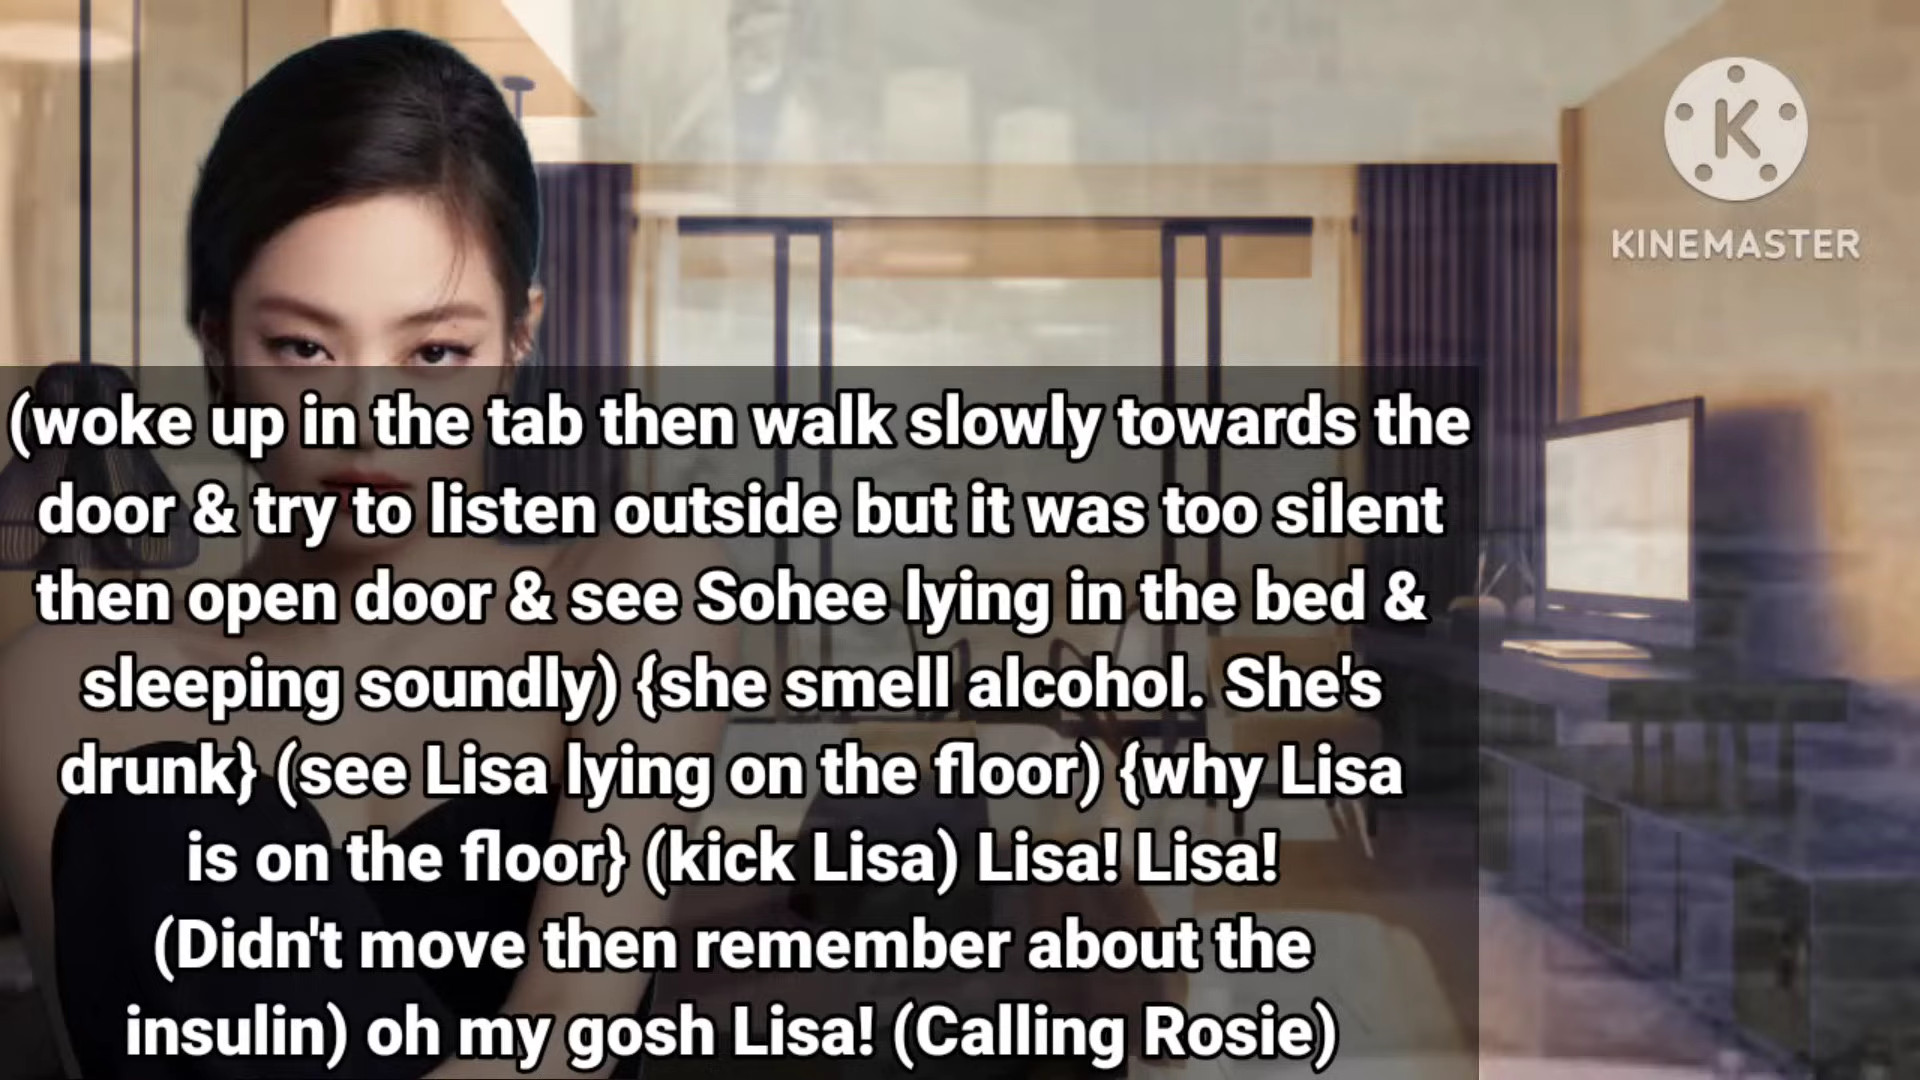 K
KINEMASTER
(woke up in the tab then walk slowly towards the
door & try to listen outside but it was too silent
then open door & see Sohee lying in the bed &
sleeping soundly) {she smell alcohol. She's
drunk} (see Lisa lying on the floor) {why Lisa
is on the floor} (kick Lisa) Lisa! Lisa!
(Didn't move then remember about the
insulin) oh my gosh Lisa! (Calling Rosie)